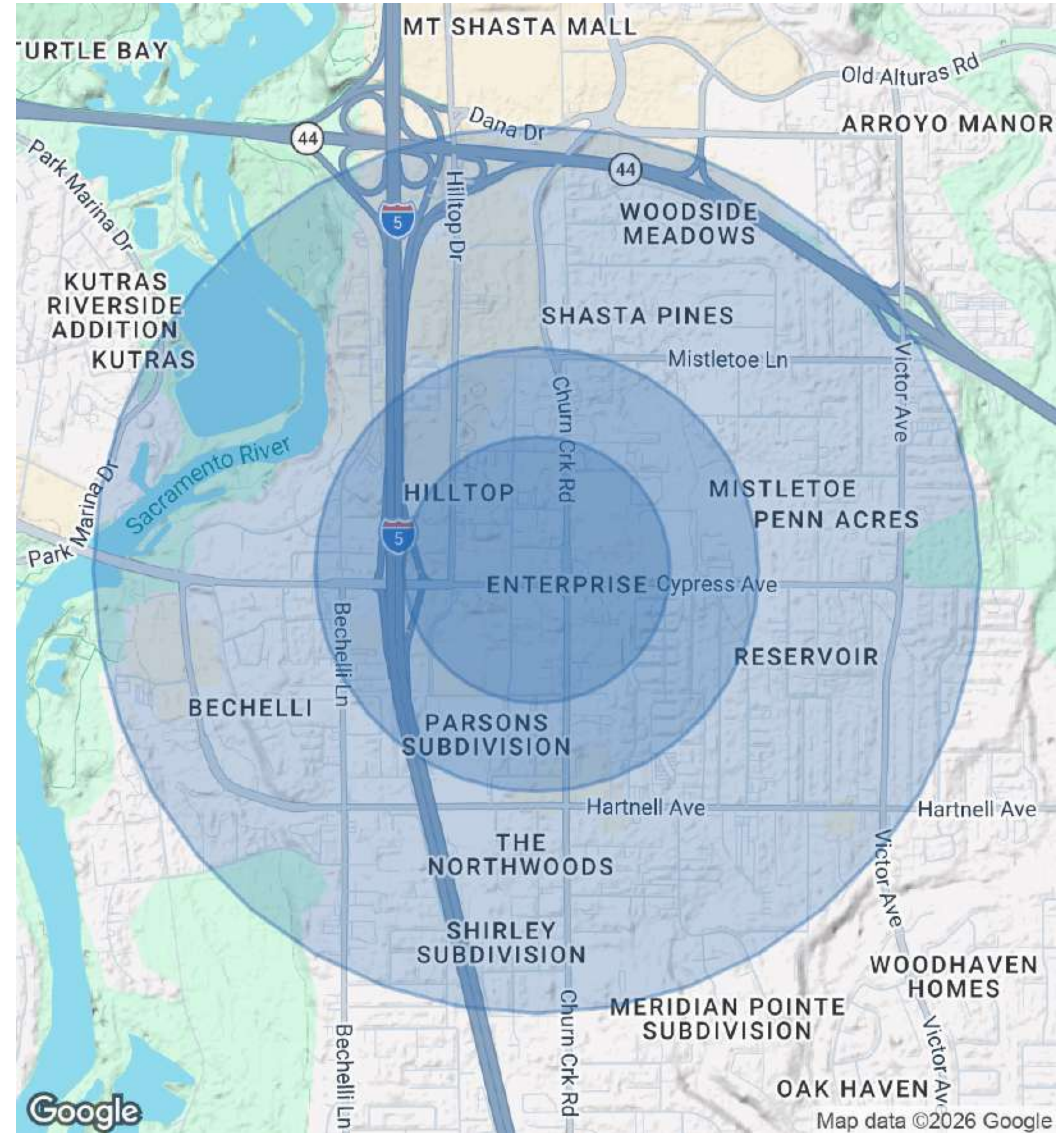 MT SHASTA MALL
TURTLE BAY
Old Alturas Rd
44
Dana Dr
ARROYO MANOR
Park Marina Dr
Hilltop Dr
44
5
WOODSIDE
MEADOWS
KUTRAS
RIVERSIDE
ADDITION
KUTRAS
SHASTA PINES
Mistletoe Ln
Victor Ave
Churn Crk Rd
Sacramento River
HILLTOP
MISTLETOE
PENN ACRES
Park Marina Dr
5
ENTERPRISE
Cypress Ave
Bechelli Ln
RESERVOIR
BECHELLI
PARSONS
SUBDIVISION
Hartnell Ave
Hartnell Ave
THE
NORTHWOODS
Victor Ave
SHIRLEY
SUBDIVISION
WOODHAVEN
HOMES
MERIDIAN POINTE
SUBDIVISION
Churn Crk Rd
Bechelli Ln
Victor Ave
OAK HAVEN
Google
Map data ©2026 Google